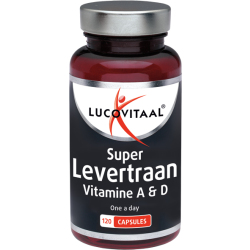 LUCOVITAAL®
Super
Levertraan
Vitamine A & D
One a day
120 CAPSULES